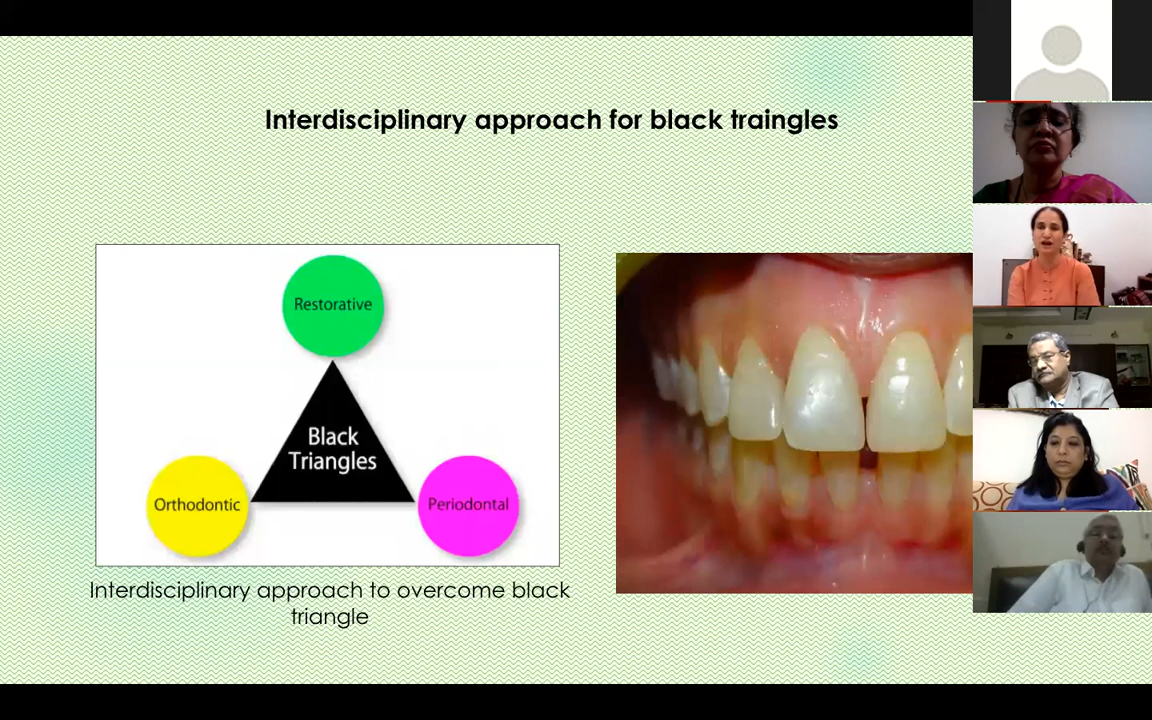 Interdisciplinary approach for black traingles
Restorative
Black
Triangles
Orthodontic
Periodontal
Interdisciplinary approach to overcome black
triangle